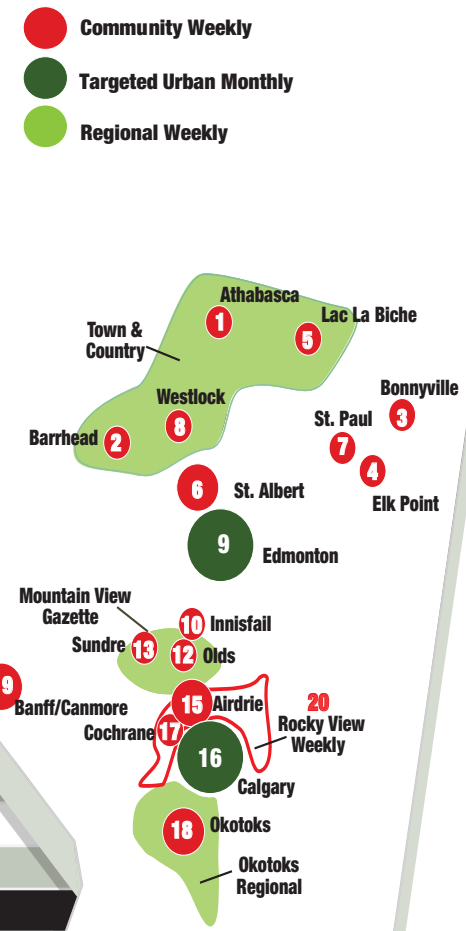 Community Weekly
Targeted Urban Monthly
Regional Weekly
Athabasca
1
Lac La Biche
5
Town &
Country
Bonnyville
3
Westlock
8
St. Paul
7
Barrhead
2
4
Elk Point
6
St. Albert
9
Edmonton
Mountain View
Gazette
10
Innisfail
Sundre
13
12
Olds
9
Banff/Canmore
15
Airdrie
20
Rocky View
Weekly
Cochrane
17
16
Calgary
18
Okotoks
Okotoks
Regional